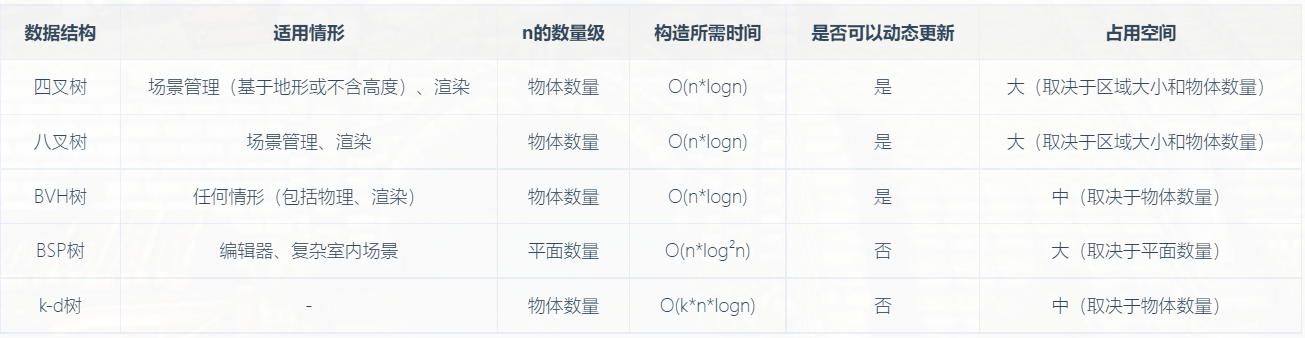 数据结构 适用情形 n的数量级 构造所需时间 是否可以动态更新 占用空间
四叉树 场景管理（基于地形或不含高度）、渲染 物体数量 O(n*logn) 是 大（取决于区域大小和物体数量）
八叉树 场景管理、渲染 物体数量 O(n*logn) 是 大（取决于区域大小和物体数量）
BVH树 任何情形（包括物理、渲染） 物体数量 O(n*logn) 是 中（取决于物体数量）
BSP树 编辑器、复杂室内场景 平面数量 O(n*log²n) 否 大（取决于平面数量）
k-d树 - 物体数量 O(k*n*logn) 否 中（取决于物体数量）